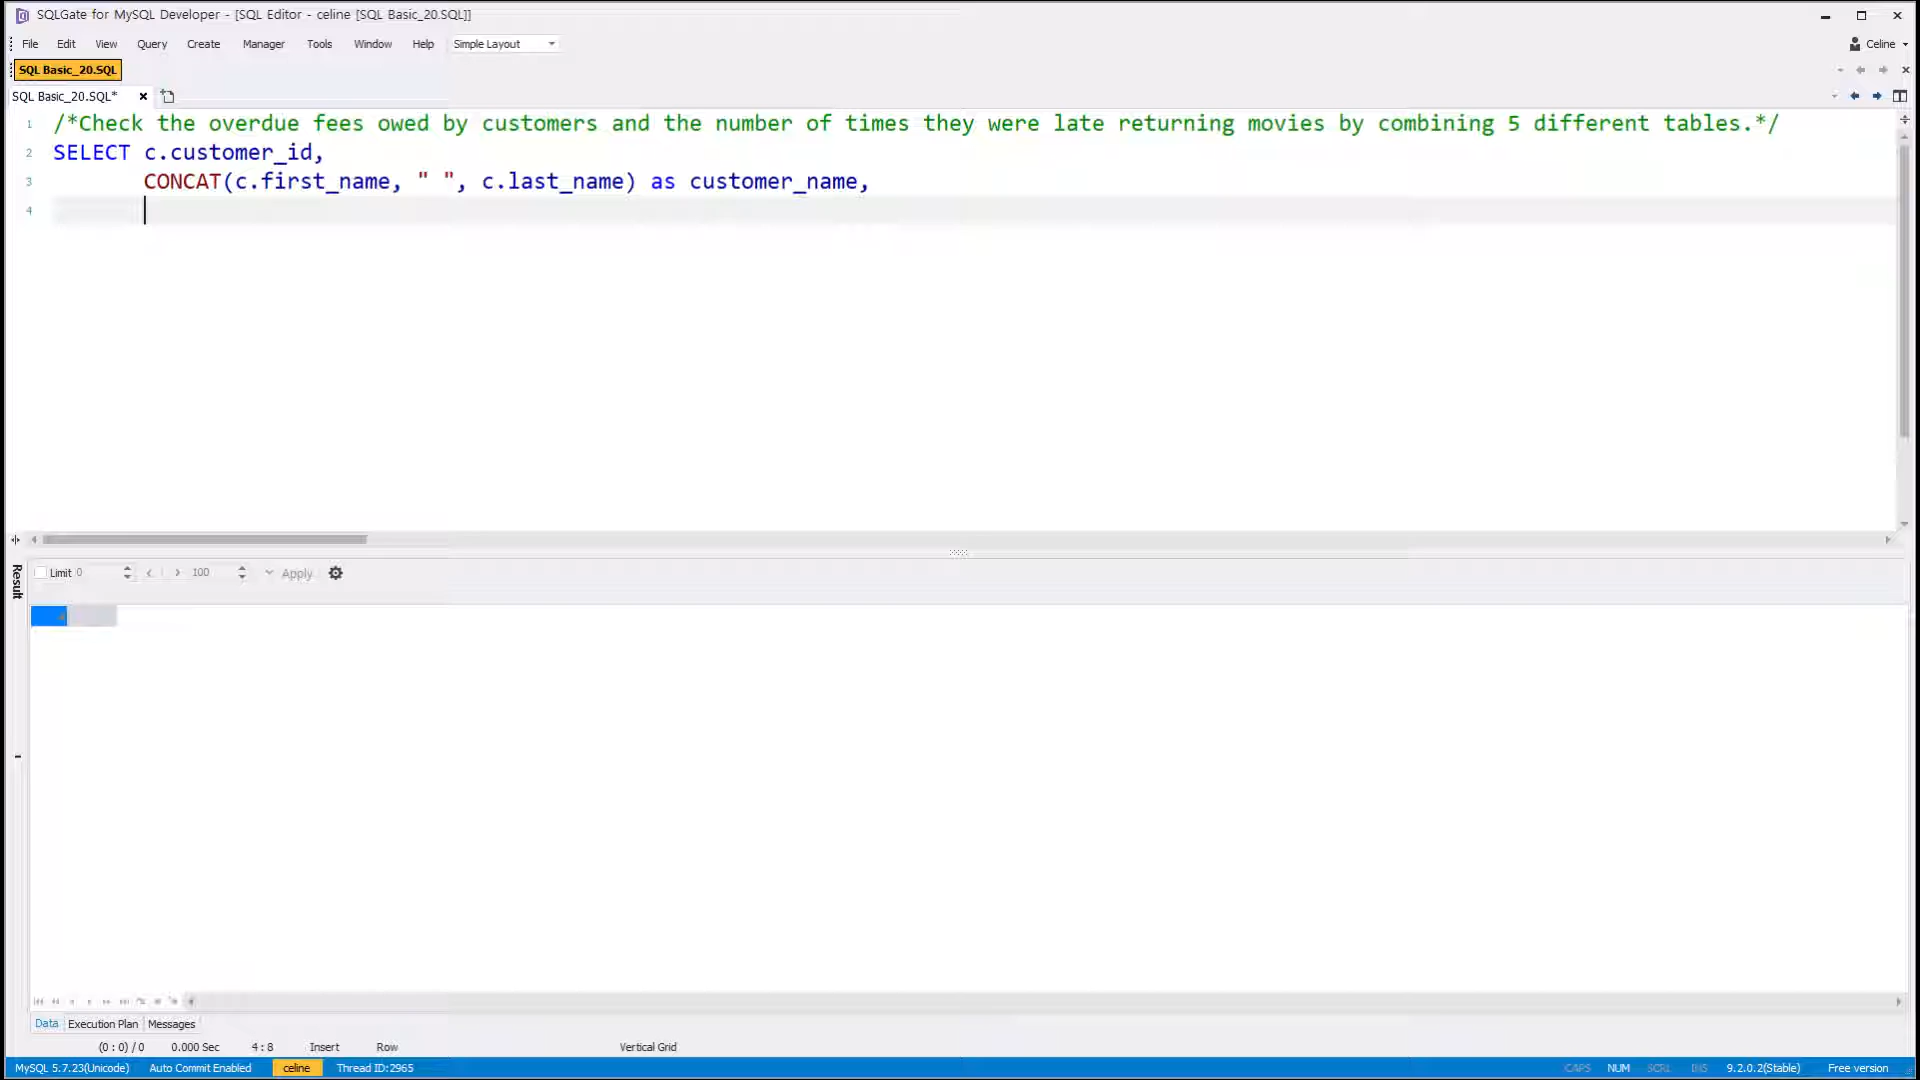 SQLGate for MySQL Developer - [SQL Editor - celine [SQL Basic_20.SQL]]
File Edit View Query Create Manager Tools Window Help Simple Layout Celine
SQL Basic_20.SQL
SQL Basic_20.SQL*
1 /*Check the overdue fees owed by customers and the number of times they were late returning movies by combining 5 different tables.*/
2 SELECT c.customer_id,
3 CONCAT(c.first_name, " ", c.last_name) as customer_name,
4
Result
Limit 0 100 Apply
Data Execution Plan Messages
(0 : 0) / 0 0.000 Sec 4 : 8 Insert Row Vertical Grid
MySQL 5.7.23(Unicode) Auto Commit Enabled celine Thread ID:2965 CAPS NUM SCRL INS 9.2.0.2(Stable) Free version